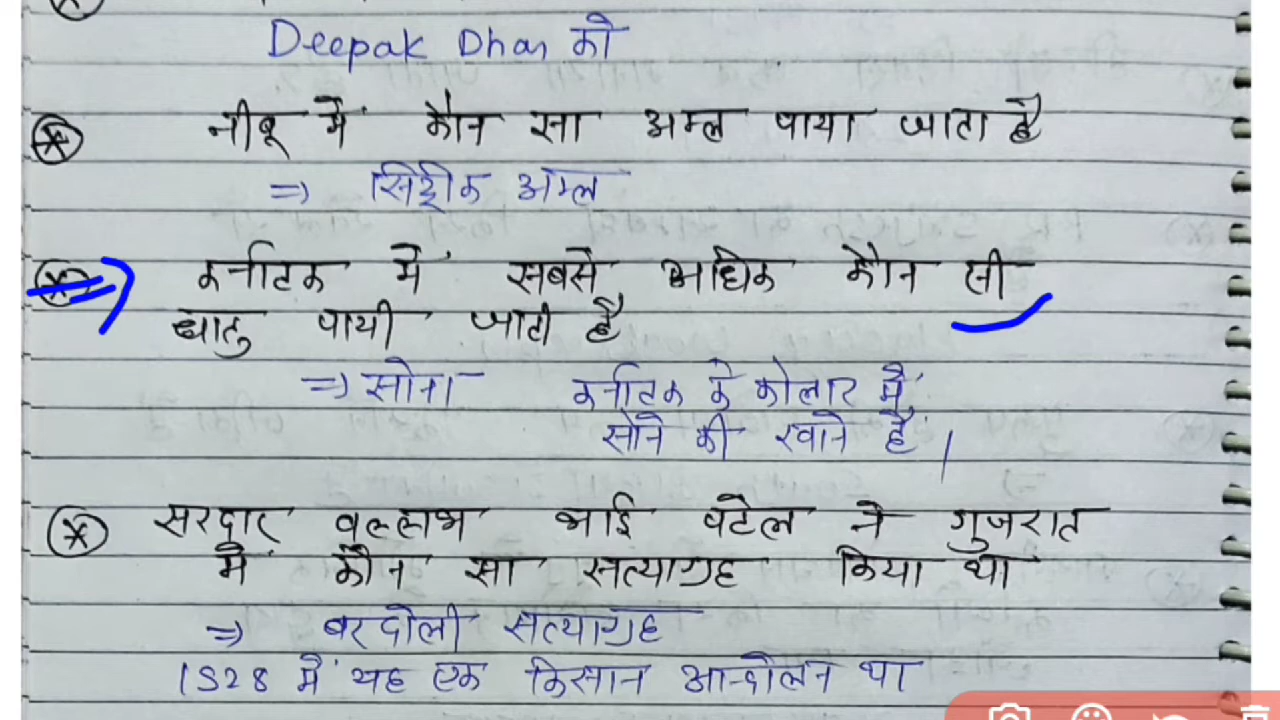 Deepak Dhar को
नीबू में कौन सा अम्ल पाया जाता है
=> सिट्रीक अम्ल
कर्नाटक में सबसे अधिक कौन सी
धातु पायी जाती है
=> सोना कर्नाटक के कोलार में
सोने की खाने है।
सरदार वल्लभ भाई पटेल ने गुजरात
में कौन सा सत्याग्रह किया था
=> बरदोली सत्याग्रह
1928 में यह एक किसान आन्दोलन था